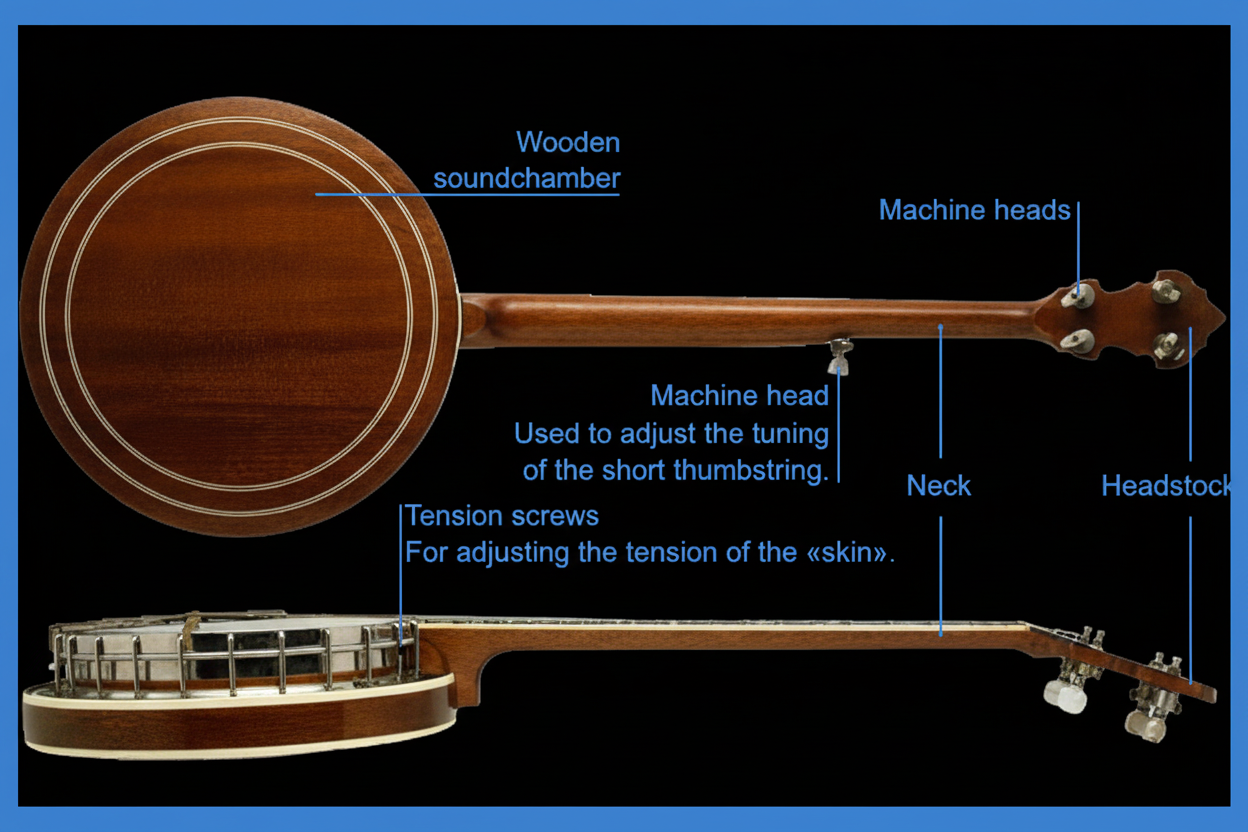 Wooden
soundchamber
Machine heads
Machine head
Used to adjust the tuning
of the short thumbstring.
Neck
Headstock
Tension screws
For adjusting the tension of the «skin».